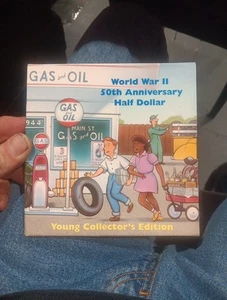 GAS and OIL
World War II
50th Anniversary
Half Dollar
944
GAS
OIL
MAIN ST.
GAS and OIL
Young Collector's Edition